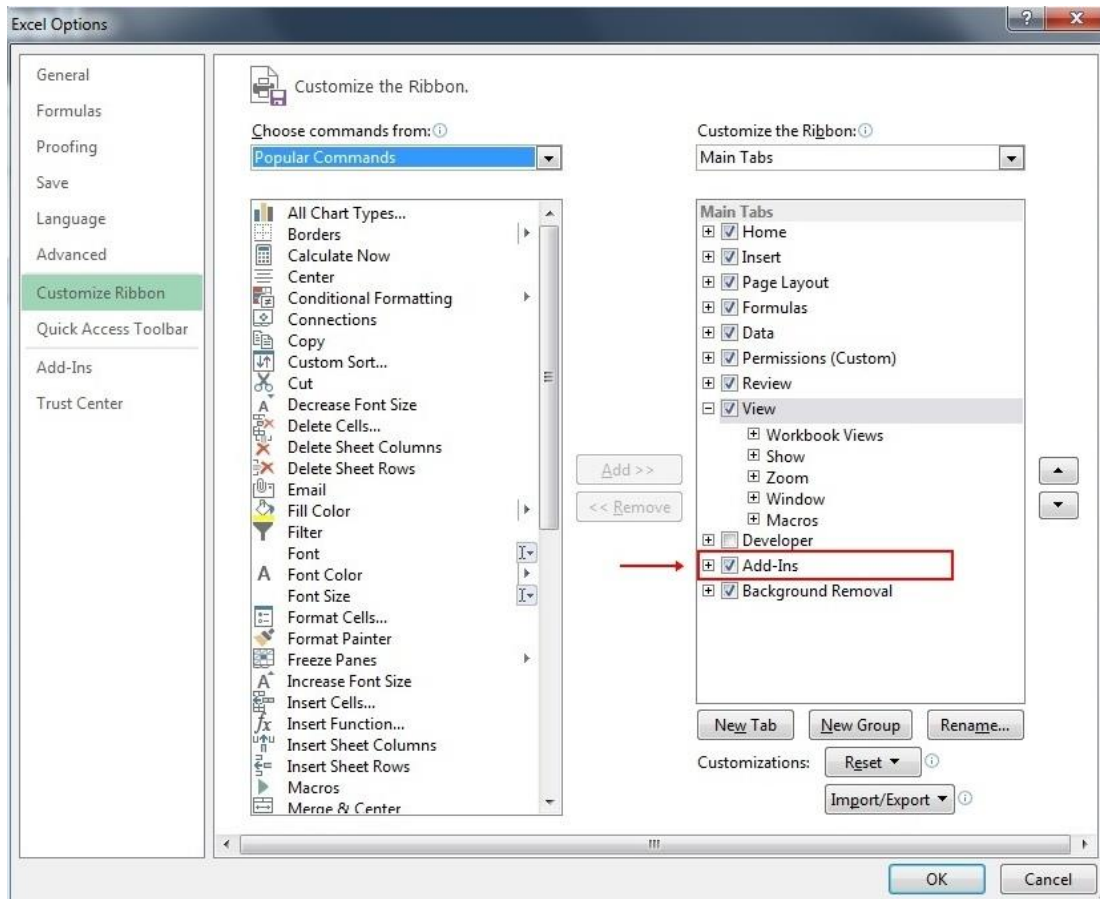 Excel Options
General
Formulas
Proofing
Save
Language
Advanced
Customize Ribbon
Quick Access Toolbar
Add-Ins
Trust Center
Customize the Ribbon.
Choose commands from:
Popular Commands
All Chart Types...
Borders
Calculate Now
Center
Conditional Formatting
Connections
Copy
Custom Sort...
Cut
Decrease Font Size
Delete Cells...
Delete Sheet Columns
Delete Sheet Rows
Email
Fill Color
Filter
Font
Font Color
Font Size
Format Cells...
Format Painter
Freeze Panes
Increase Font Size
Insert Cells...
Insert Function...
Insert Sheet Columns
Insert Sheet Rows
Macros
Merge & Center
Add >>
<< Remove
Customize the Ribbon:
Main Tabs
Main Tabs
Home
Insert
Page Layout
Formulas
Data
Permissions (Custom)
Review
View
Workbook Views
Show
Zoom
Window
Macros
Developer
Add-Ins
Background Removal
New Tab
New Group
Rename...
Customizations:
Reset
Import/Export
OK
Cancel